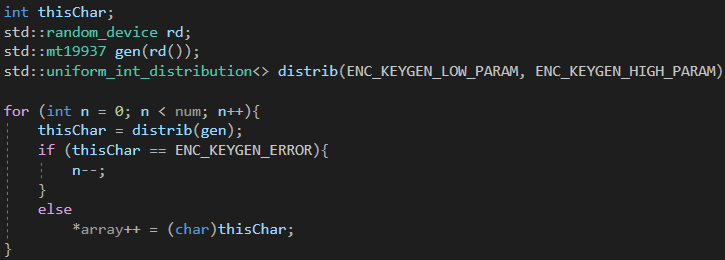 int thisChar;
std::random_device rd;
std::mt19937 gen(rd());
std::uniform_int_distribution<> distrib(ENC_KEYGEN_LOW_PARAM, ENC_KEYGEN_HIGH_PARAM)
for (int n = 0; n < num; n++){
    thisChar = distrib(gen);
    if (thisChar == ENC_KEYGEN_ERROR){
        n--;
    }
    else
        *array++ = (char)thisChar;
}